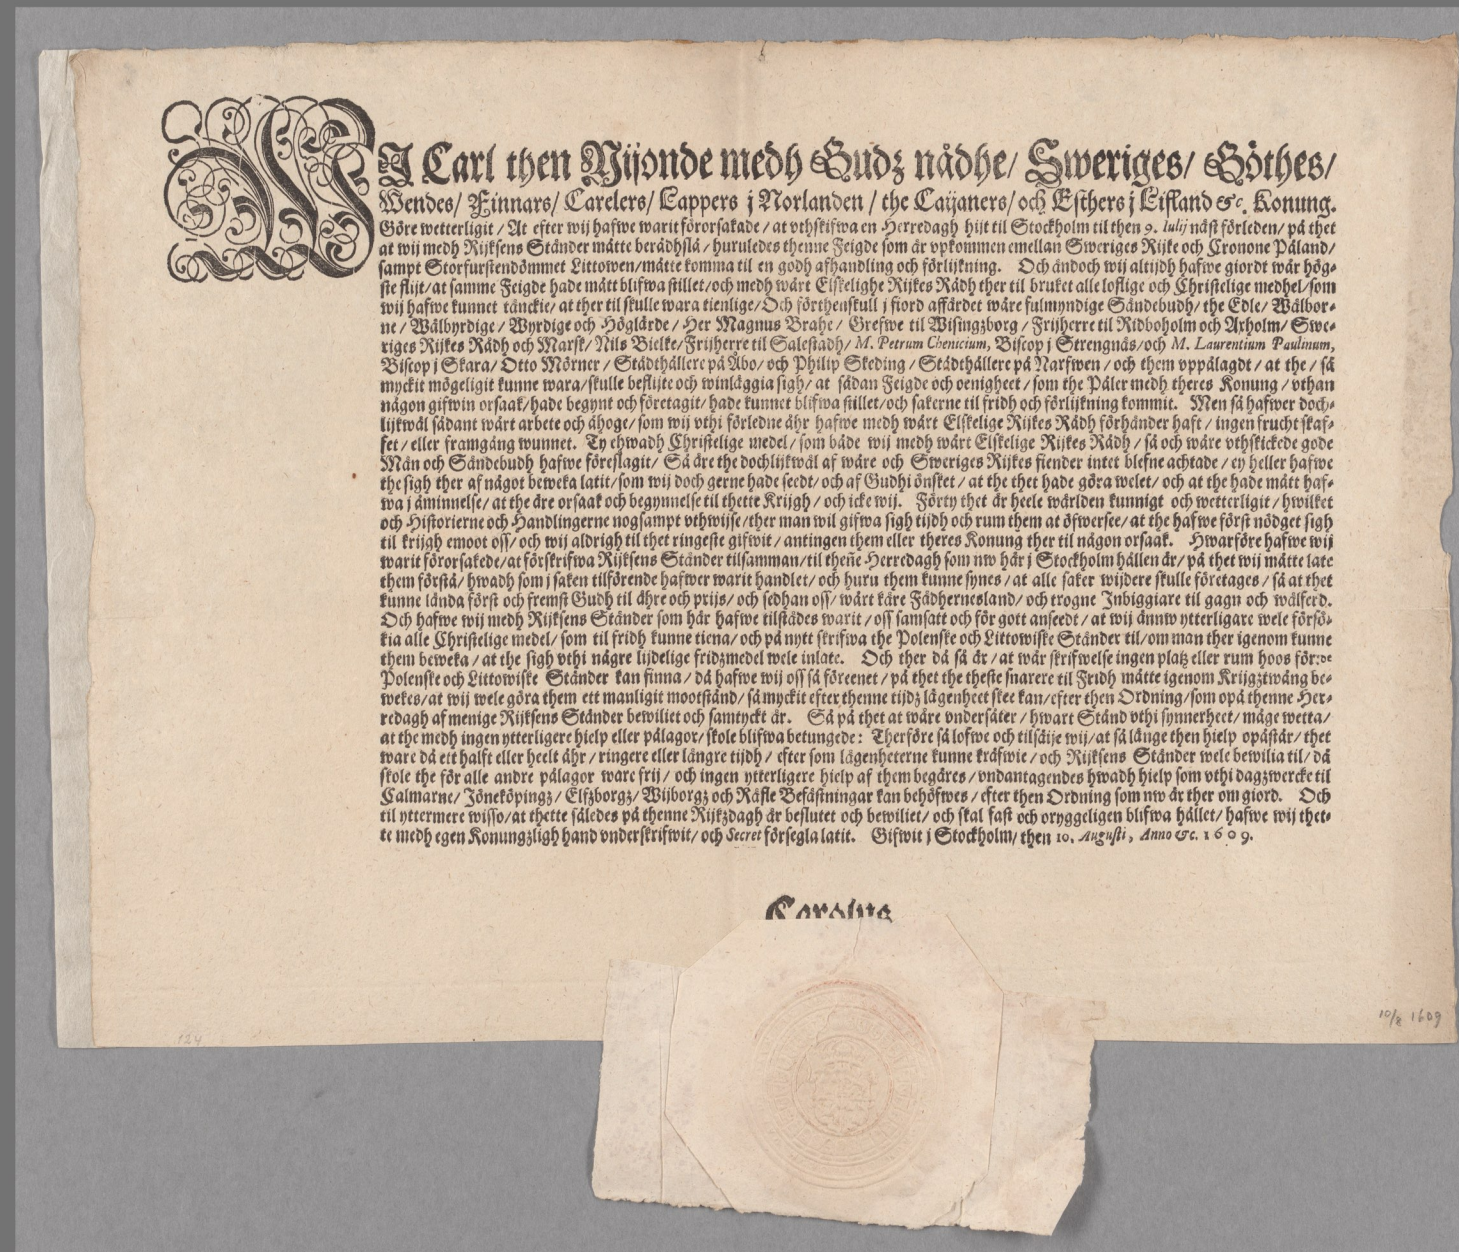 WJ Carl then Nijonde medh Gudz nådhe/ Sweriges/ Göthes/
Wendes/ Finnars/ Carelers/ Lappers j Norlanden / the Caijaners/ och Esthers j Lifland &c. Konung.
Göre wetterligit / At efter wij hafwe warit förorsakade / at vthskifwa en Herredagh hijt til Stockholm til then 9. Iulij näst förleden/ på thet
at wij medh Rijksens Ständer måtte berådhslå / huruledes thenne Feigde som är vpkommen emellan Sweriges Rijke och Cronone Påland/
sampt Storfurstendömmet Littowen/måtte komma til en godh afhandling och förlijkning. Och ändoch wij altijdh hafwe giordt wår hög-
ste flijt/at samme Feigde hade mått blifwa stillet/och medh wårt Elskelighe Rijkes Rådh ther til bruket alle loflige och Christelige medhel/som
wij hafwe kunnet tänckie/ at ther til skulle wara tienlige/Och förthenskull j fiord affärdet wåre fulmyndige Sändebudh/ the Edle/ Wälbor-
ne / Wälbyrdige / Wyrdige och Höglärde / Her Magnus Brahe / Grefwe til Wisingzborg / Frijherre til Ridboholm och Axholm/ Swe-
riges Rijkes Rådh och Marsk/ Nils Bielke/Frijherre til Salestadh/ M. Petrum Chenicium, Biscop j Strengnäs/och M. Laurentium Paulinum,
Biscop j Skara/ Otto Mörner / Stådthållere på Åbo/ och Philip Skeding / Stådthållere på Narfwen / och them vppålagdt / at the / så
myckit mögeligit kunne wara/skulle beflijte och winläggia sigh/ at sådan Feigde och oenigheet / som the Påler medh theres Konung / vthan
någon gifwin orsaak/hade begynt och företagit/ hade kunnet blifwa stillet/och sakerne til fridh och förlijkning kommit. Men så hafwer doch-
lijkwäl sådant wårt arbete och åhoge/som wij vthi förledne åhr hafwe medh wårt Elskelige Rijkes Rådh förhänder haft / ingen frucht skaf-
fet / eller framgång wunnet. Ty ehwadh Christelige medel / som både wij medh wårt Elskelige Rijkes Rådh / så och wåre vthskickede gode
Män och Sändebudh hafwe föreslagit/ Så äre the dochlijkwäl af wåre och Sweriges Rijkes fiender intet blefne achtade / ey heller hafwe
the sigh ther af något beweka latit/som wij doch gerne hade seedt/ och af Gudhi önsket / at the thet hade göra welet/ och at the hade mått haf-
wa j åminnelse/ at the äre orsaak och begynnelse til thette Krijgh / och icke wij. Förty thet är heele wärlden kunnigt och wetterligit / hwilket
och Historierne och Handlingerne nogsampt vthwijse/ther man wil gifwa sigh tijdh och rum them at öfwersee/at the hafwe först nödget sigh
til krijgh emoot oss/ och wij aldrigh til thet ringeste gifwit / antingen them eller theres Konung ther til någon orsaak. Hwarföre hafwe wij
warit förorsakede/at förskrifwa Rijksens Ständer tilsamman/til theñe Herredagh som nw här j Stockholm hållen är/ på thet wij måtte late
them förstå/ hwadh som j saken tilförende hafwer warit handlet/ och huru them kunne synes / at alle saker wijdere skulle företages / så at thet
kunne lända först och fremst Gudh til ähre och prijs/ och sedhan oss/ wårt käre Fädhernesland/ och trogne Inbiggiare til gagn och wälferd.
Och hafwe wij medh Rijksens Ständer som här hafwe tilstädes warit / oss samsatt och för gott anseedt / at wij ännw ytterligare wele försö-
kia alle Christelige medel/ som til fridh kunne tiena/ och på nytt skrifwa the Polenske och Littowiske Ständer til/om man ther igenom kunne
them beweka / at the sigh vthi någre lijdelige fridzmedel wele inlate. Och ther då så är / at wår skrifwelse ingen platz eller rum hoos för:de
Polenske och Littowiske Ständer kan finna / då hafwe wij oss så föreenet / på thet the theste snarere til Fridh måtte igenom Krijgztwång be-
wekes/at wij wele göra them ett manligit mootstånd/ så myckit efter thenne tijdz lägenheet skee kan/efter then Ordning/som opå thenne Her-
redagh af menige Rijksens Ständer bewiliet och samtyckt är. Så på thet at wåre vndersåter / hwart Stånd vthi synnerheet/ måge wetta/
at the medh ingen ytterligere hielp eller pålagor/ skole blifwa betungede: Therföre så lofwe och tilsäije wij/at så länge then hielp opåstår/ thet
ware då eit halft eller heelt åhr / ringere eller längre tijdh / efter som lägenheterne kunne kräfwie / och Rijksens Ständer wele bewilia til/ då
skole the för alle andre pålagor ware frij / och ingen ytterligere hielp af them begäres / vndantagendes hwadh hielp som vthi dagzwercke til
Calmarne/ Jöneköpingz / Elfzborgz/ Wijborgz och Räfle Befästningar kan behöfwes / efter then Ordning som nw är ther om giord. Och
til yttermere wisso/at thette således på thenne Rijkzdagh är beslutet och bewiliet/ och skal fast och oryggeligen blifwa hållet/ hafwe wij thet-
te medh egen Konungzligh hand vnderskrifwit/ och Secret försegla latit. Gifwit j Stockholm/ then 10. Augusti, Anno &c. 1609.
Carolus
10/8 1609
124